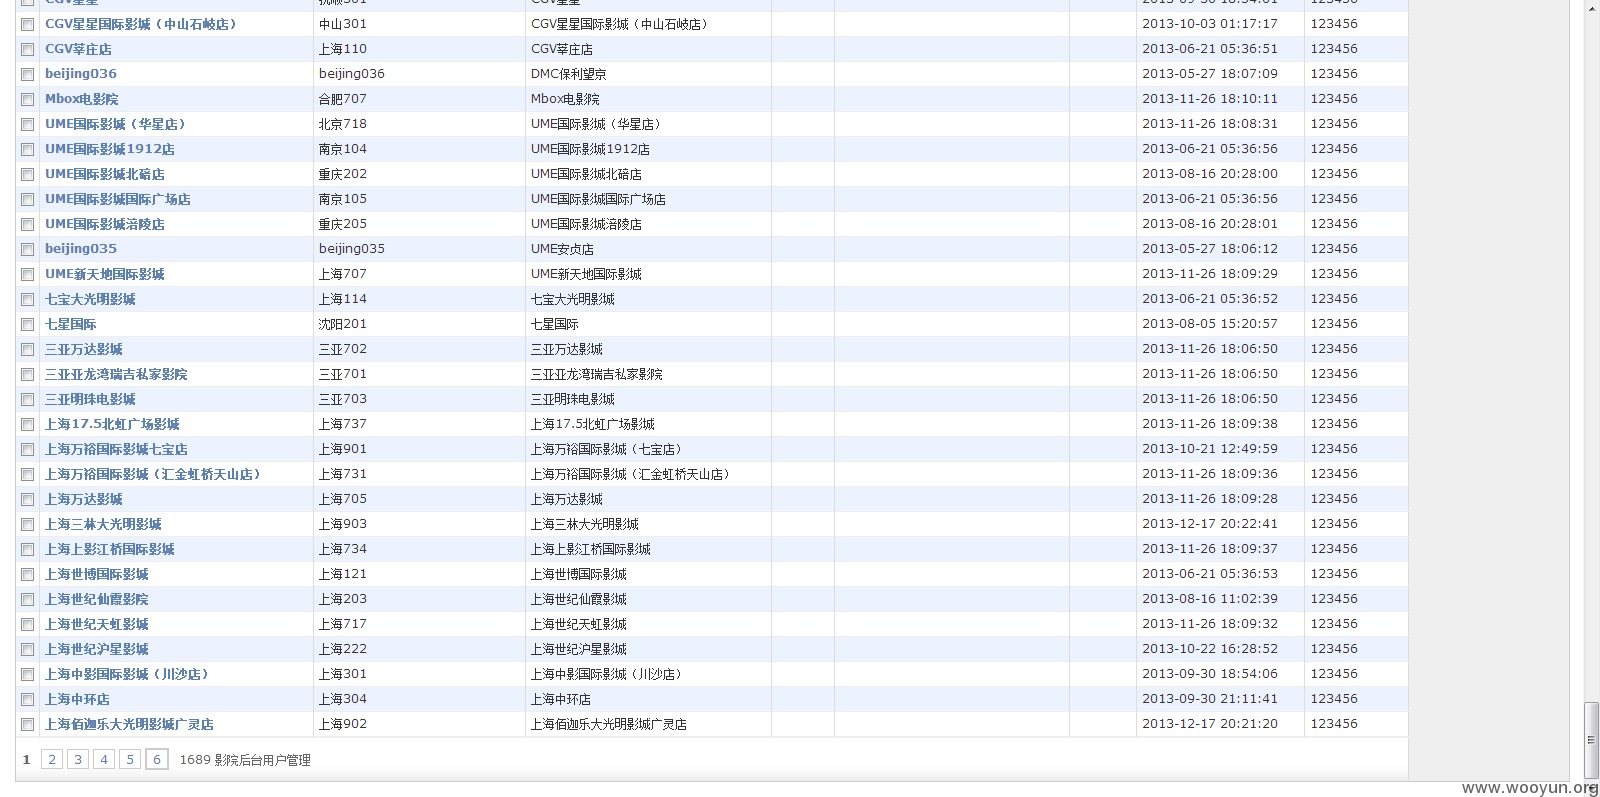 CGV星星国际影城（中山石岐店） 中山301 CGV星星国际影城（中山石岐店） 2013-10-03 01:17:17 123456
CGV莘庄店 上海110 CGV莘庄店 2013-06-21 05:36:51 123456
beijing036 beijing036 DMC保利望京 2013-05-27 18:07:09 123456
Mbox电影院 合肥707 Mbox电影院 2013-11-26 18:10:11 123456
UME国际影城（华星店） 北京718 UME国际影城（华星店） 2013-11-26 18:08:31 123456
UME国际影城1912店 南京104 UME国际影城1912店 2013-06-21 05:36:56 123456
UME国际影城北碚店 重庆202 UME国际影城北碚店 2013-08-16 20:28:00 123456
UME国际影城国际广场店 南京105 UME国际影城国际广场店 2013-06-21 05:36:56 123456
UME国际影城涪陵店 重庆205 UME国际影城涪陵店 2013-08-16 20:28:01 123456
beijing035 beijing035 UME安贞店 2013-05-27 18:06:12 123456
UME新天地国际影城 上海707 UME新天地国际影城 2013-11-26 18:09:29 123456
七宝大光明影城 上海114 七宝大光明影城 2013-06-21 05:36:52 123456
七星国际 沈阳201 七星国际 2013-08-05 15:20:57 123456
三亚万达影城 三亚702 三亚万达影城 2013-11-26 18:06:50 123456
三亚亚龙湾瑞吉私家影院 三亚701 三亚亚龙湾瑞吉私家影院 2013-11-26 18:06:50 123456
三亚明珠电影城 三亚703 三亚明珠电影城 2013-11-26 18:06:50 123456
上海17.5北虹广场影城 上海737 上海17.5北虹广场影城 2013-11-26 18:09:38 123456
上海万裕国际影城七宝店 上海901 上海万裕国际影城（七宝店） 2013-10-21 12:49:59 123456
上海万裕国际影城（汇金虹桥天山店） 上海731 上海万裕国际影城（汇金虹桥天山店） 2013-11-26 18:09:36 123456
上海万达影城 上海705 上海万达影城 2013-11-26 18:09:28 123456
上海三林大光明影城 上海903 上海三林大光明影城 2013-12-17 20:22:41 123456
上海上影江桥国际影城 上海734 上海上影江桥国际影城 2013-11-26 18:09:37 123456
上海世博国际影城 上海121 上海世博国际影城 2013-06-21 05:36:53 123456
上海世纪仙霞影院 上海203 上海世纪仙霞影城 2013-08-16 11:02:39 123456
上海世纪天虹影城 上海717 上海世纪天虹影城 2013-11-26 18:09:32 123456
上海世纪沪星影城 上海222 上海世纪沪星影城 2013-10-22 16:28:52 123456
上海中影国际影城（川沙店） 上海301 上海中影国际影城（川沙店） 2013-09-30 18:54:06 123456
上海中环店 上海304 上海中环店 2013-09-30 21:11:41 123456
上海佰迦乐大光明影城广灵店 上海902 上海佰迦乐大光明影城广灵店 2013-12-17 20:21:20 123456
1 2 3 4 5 6 1689 影院后台用户管理
www.wooyun.org